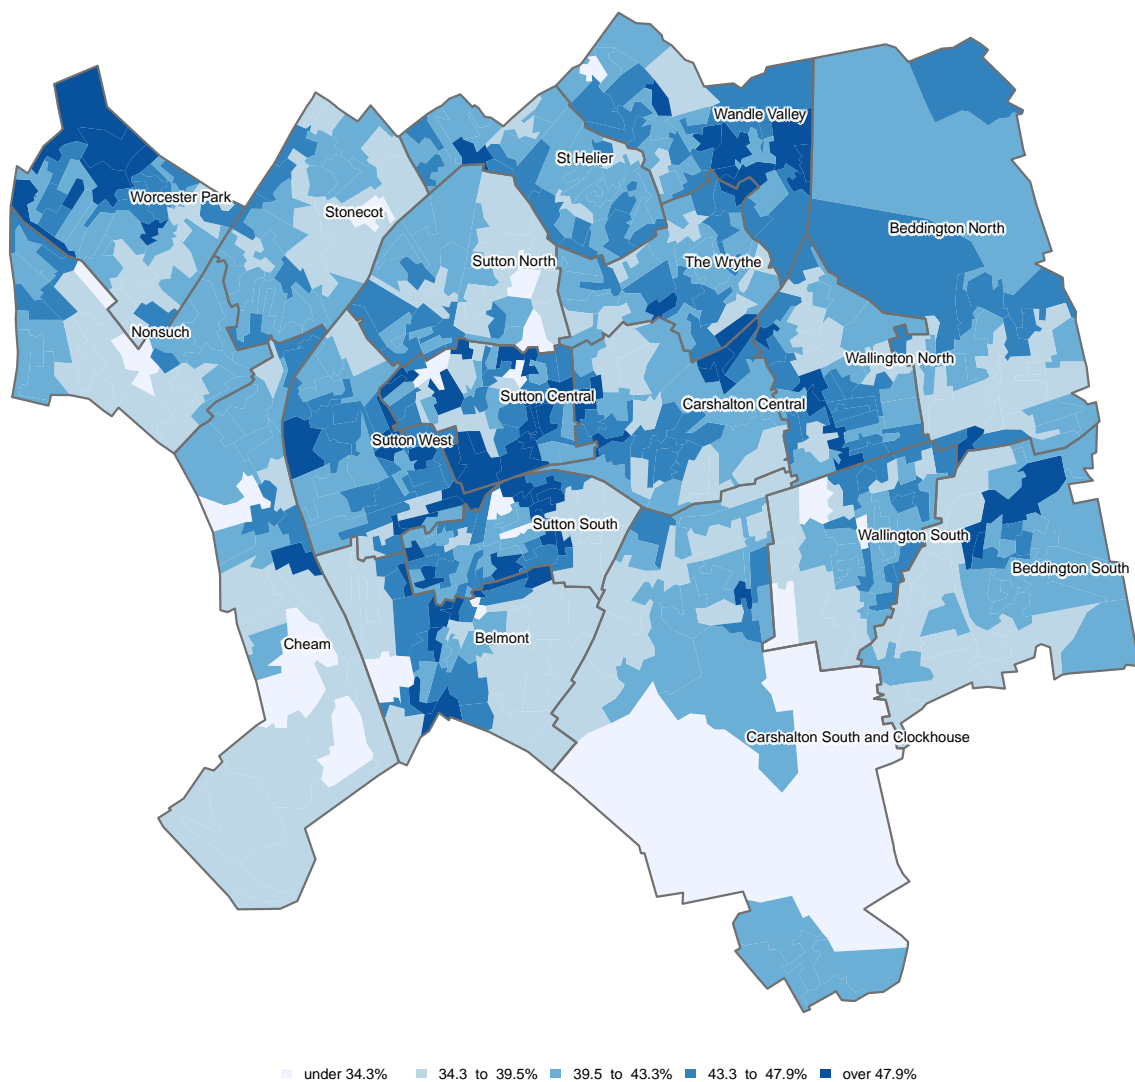 Wandle Valley
St Helier
Worcester Park
Stonecot
Beddington North
Sutton North
The Wrythe
Nonsuch
Wallington North
Sutton Central
Carshalton Central
Sutton West
Sutton South
Wallington South
Beddington South
Cheam
Belmont
Carshalton South and Clockhouse
under 34.3% 34.3 to 39.5% 39.5 to 43.3% 43.3 to 47.9% over 47.9%